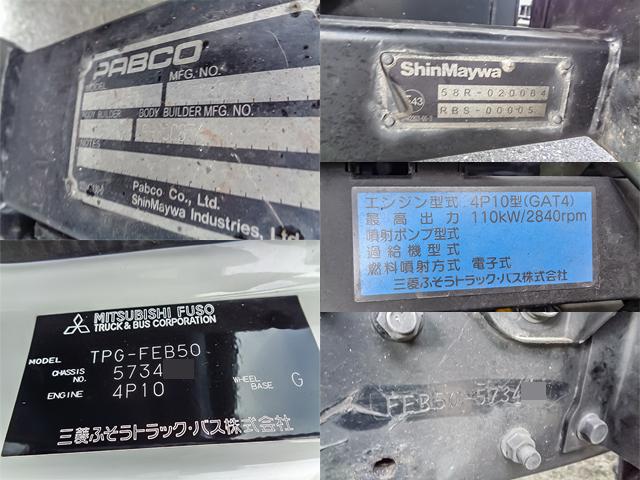 PABCO
MODEL
MFG. NO.
BODY BUILDER
BODY BUILDER MFG. NO.
NOTES
Pabco Co., Ltd.
ShinMaywa Industries, Ltd
ShinMaywa
58R-020084
RBS-00005
エンジン型式 4P10型(GAT4)
最高出力 110kW/2840rpm
噴射ポンプ型式
過給機型式
燃料噴射方式 電子式
三菱ふそうトラック・バス株式会社
MITSUBISHI FUSO
TRUCK & BUS CORPORATION
MODEL TPG-FEB50
CHASSIS NO. 5734
ENGINE 4P10
WHEEL BASE G
三菱ふそうトラック・バス株式会社
FEB50-5734